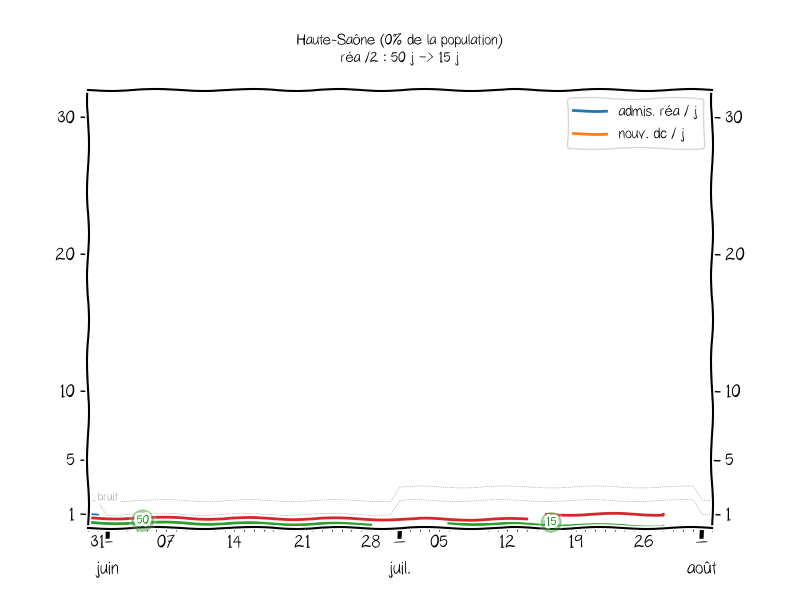 Haute-Saône (0% de la population)
réa /2 : 50 j -> 15 j
admis. réa / j
nouv. dc / j
30
30
20
20
10
10
5
5
bruit
1
1
50
15
31 07 14 21 28 05 12 19 26
juin juil. août